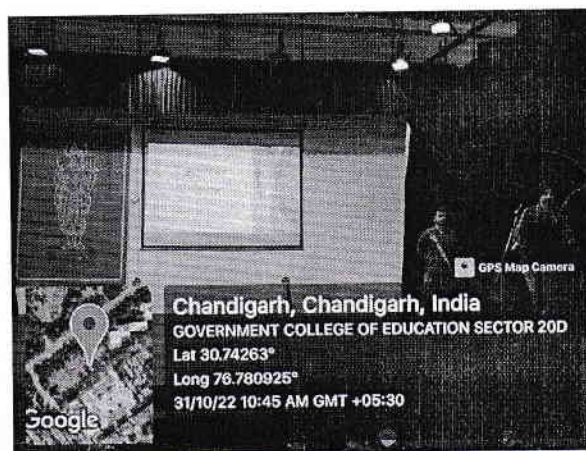 GPS Map Camera
Chandigarh, Chandigarh, India
GOVERNMENT COLLEGE OF EDUCATION SECTOR 20D
Lat 30.74263°
Long 76.780925°
31/10/22 10:45 AM GMT +05:30
Google